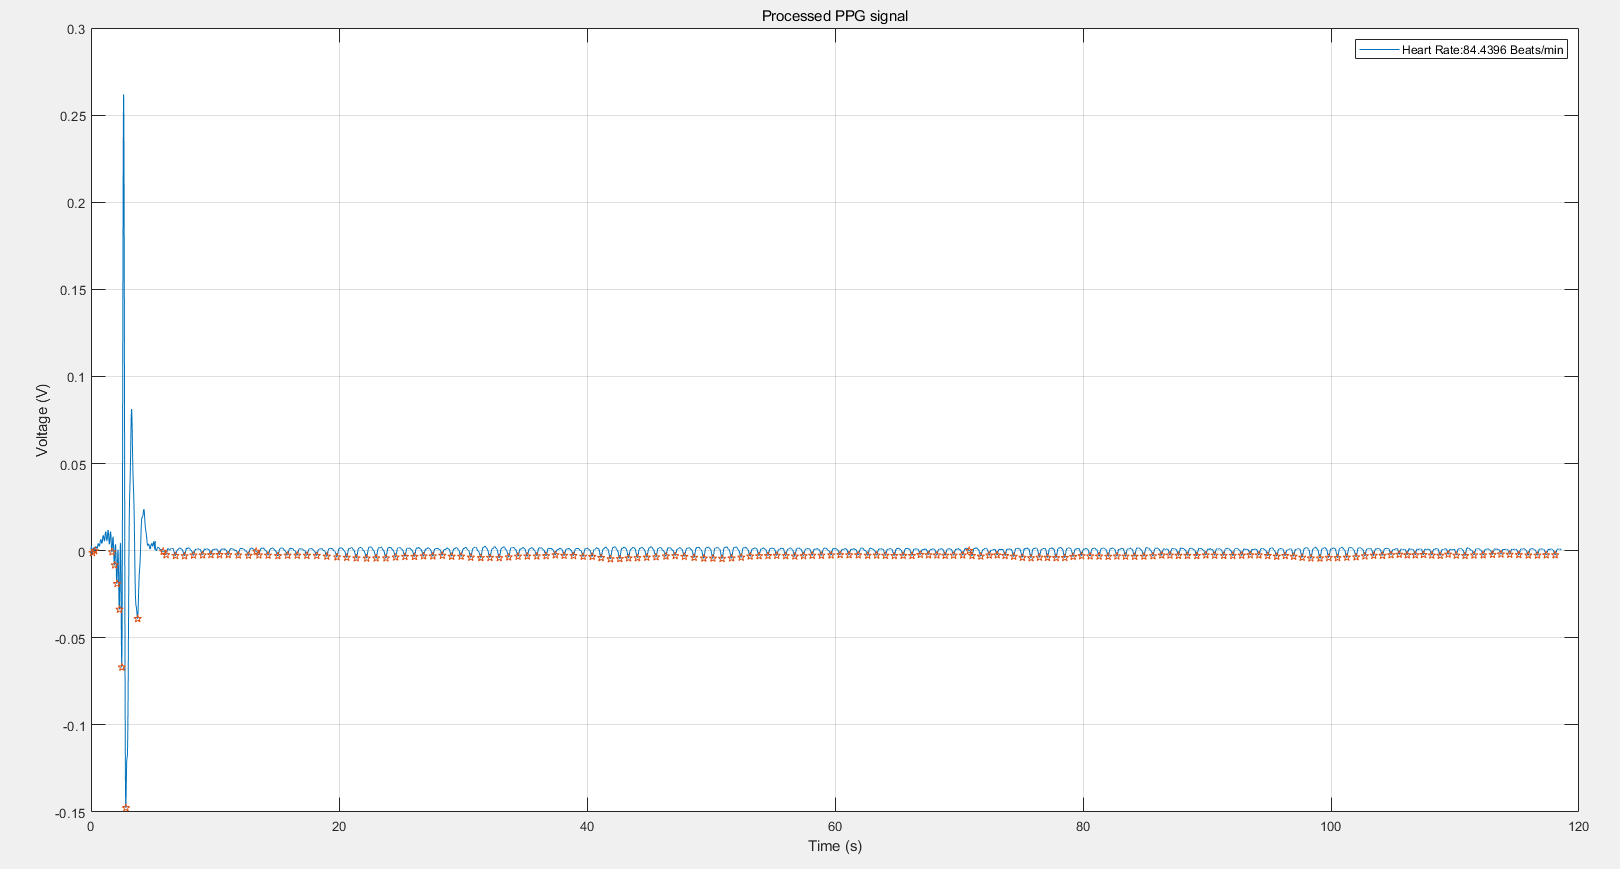 Processed PPG signal
Heart Rate:84.4396 Beats/min
0.3
0.25
0.2
0.15
0.1
0.05
0
-0.05
-0.1
-0.15
Voltage (V)
0 20 40 60 80 100 120
Time (s)